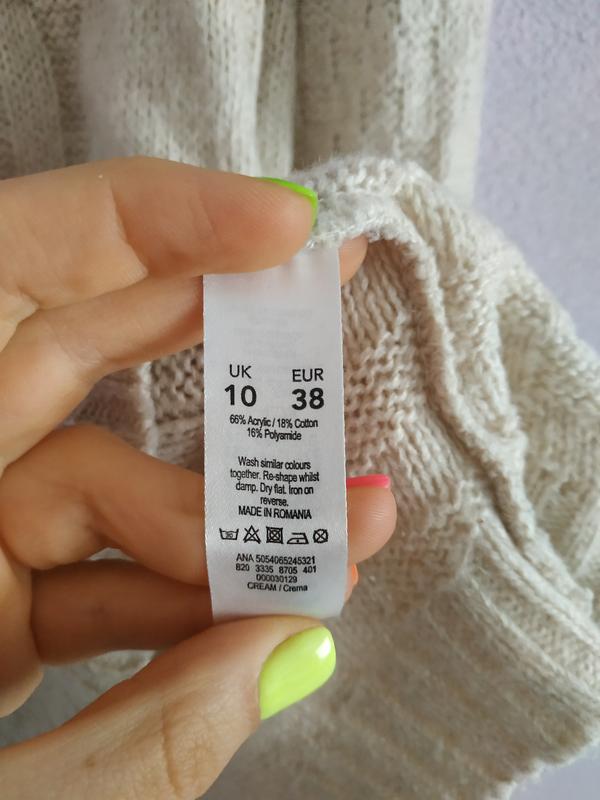 UK EUR
10 38
66% Acrylic / 18% Cotton
16% Polyamide
Wash similar colours
together. Re-shape whilst
damp. Dry flat. Iron on
reverse.
MADE IN ROMANIA
ANA 5054065245321
820 3335 8705 401
000030129
CREAM / Crema